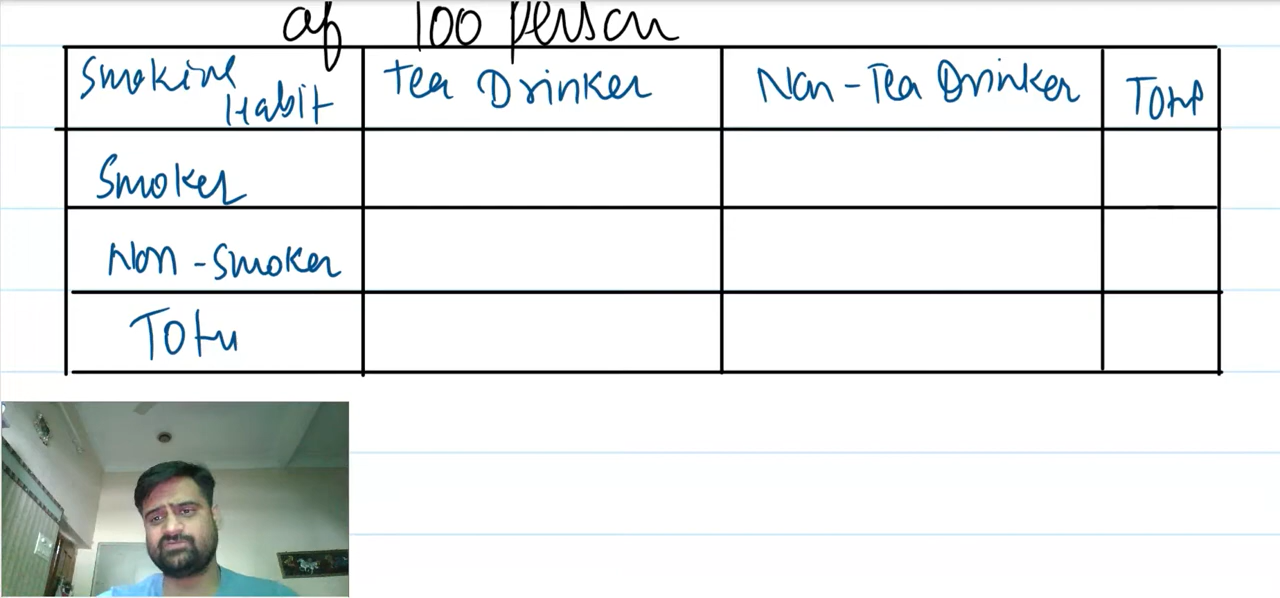 of 100 person
Smoking Habit
Tea Drinker
Non-Tea Drinker
Total
Smoker
Non-smoker
Total